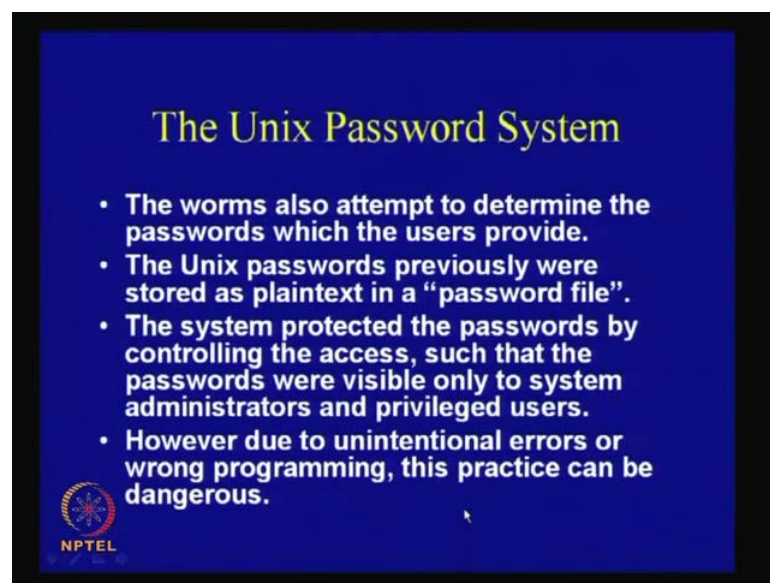 The Unix Password System
• The worms also attempt to determine the
passwords which the users provide.
• The Unix passwords previously were
stored as plaintext in a “password file”.
• The system protected the passwords by
controlling the access, such that the
passwords were visible only to system
administrators and privileged users.
• However due to unintentional errors or
wrong programming, this practice can be
dangerous.
NPTEL